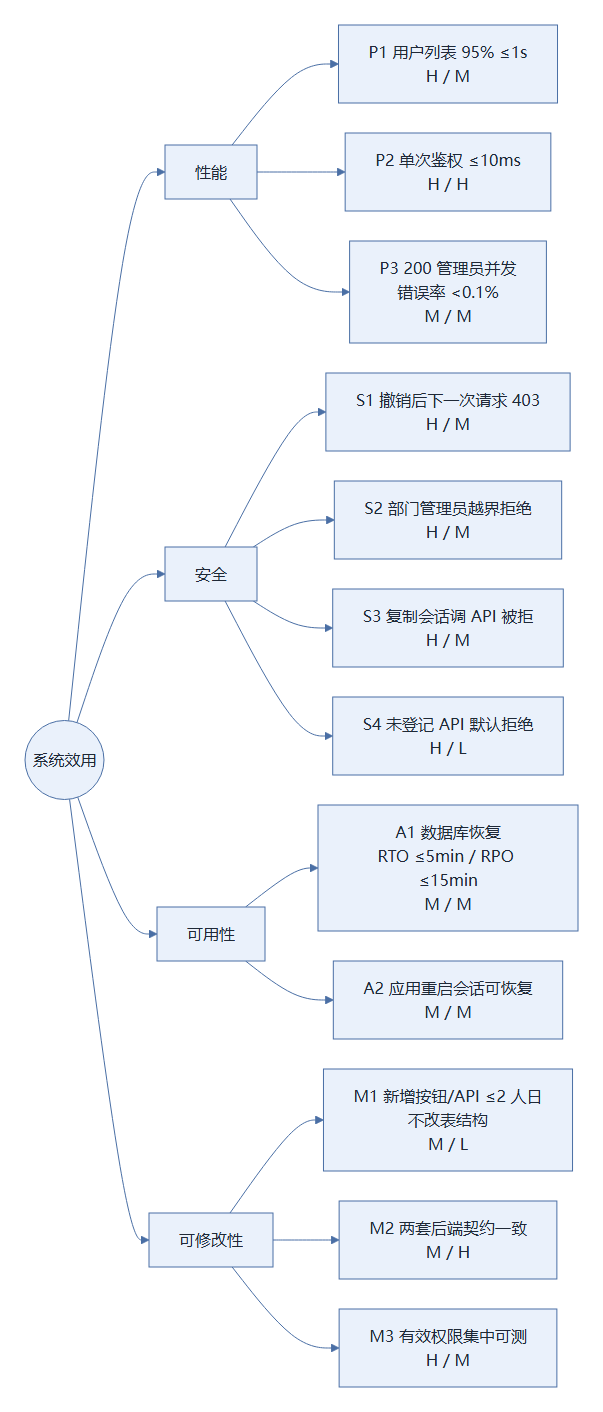 系统效用
性能
P1 用户列表 95% ≤1s
H / M
P2 单次鉴权 ≤10ms
H / H
P3 200 管理员并发
错误率 <0.1%
M / M
安全
S1 撤销后下一次请求 403
H / M
S2 部门管理员越界拒绝
H / M
S3 复制会话调 API 被拒
H / M
S4 未登记 API 默认拒绝
H / L
可用性
A1 数据库恢复
RTO ≤5min / RPO
≤15min
M / M
A2 应用重启会话可恢复
M / M
可修改性
M1 新增按钮/API ≤2 人日
不改表结构
M / L
M2 两套后端契约一致
M / H
M3 有效权限集中可测
H / M